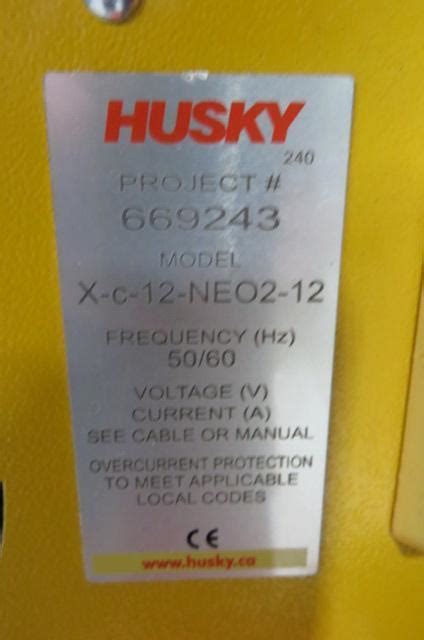 HUSKY
240
PROJECT #
669243
MODEL
X-c-12-NEO2-12
FREQUENCY (Hz)
50/60
VOLTAGE (V)
CURRENT (A)
SEE CABLE OR MANUAL
OVERCURRENT PROTECTION
TO MEET APPLICABLE
LOCAL CODES
CE
www.husky.ca